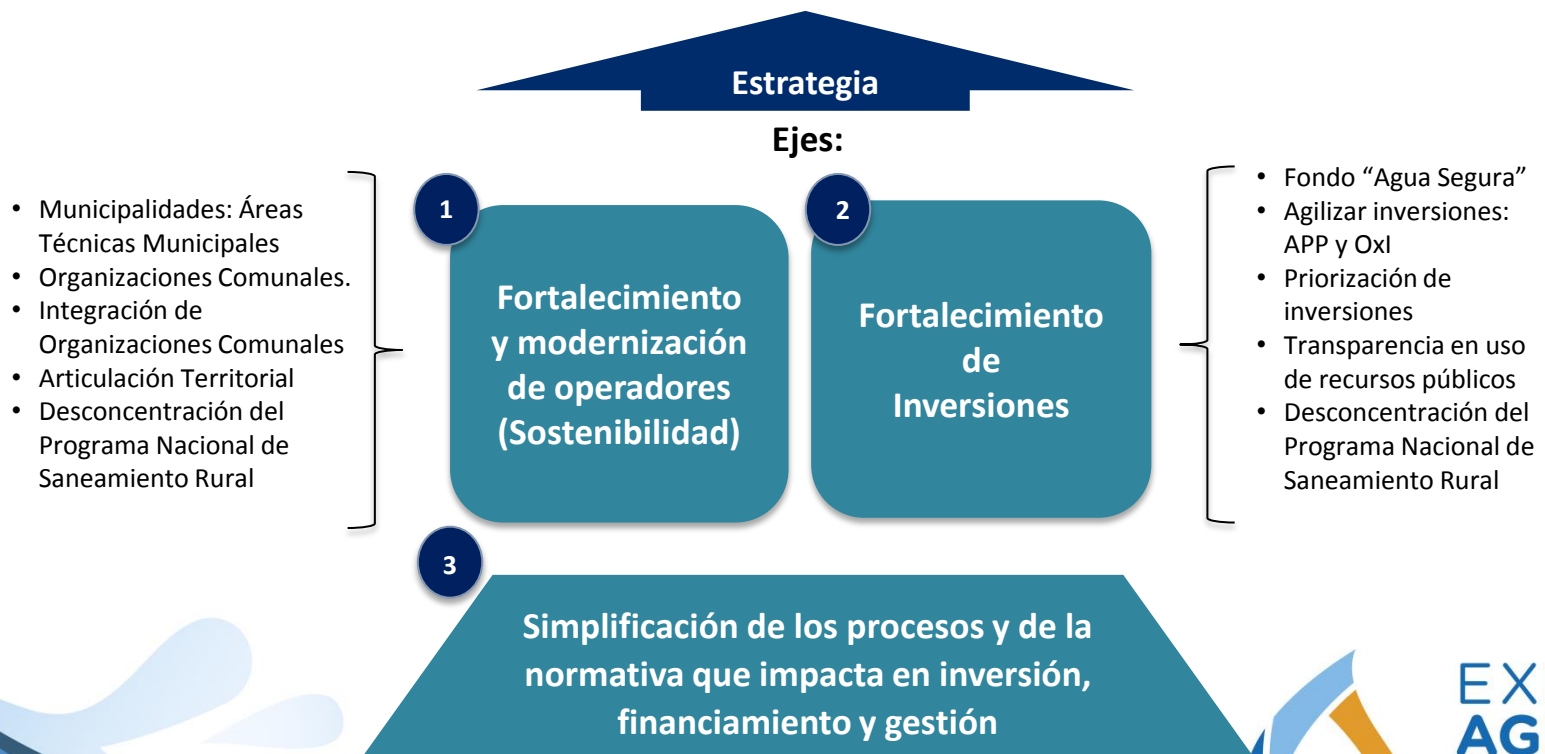 Estrategia
Ejes:
• Municipalidades: Áreas
Técnicas Municipales
• Organizaciones Comunales.
• Integración de
Organizaciones Comunales
• Articulación Territorial
• Desconcentración del
Programa Nacional de
Saneamiento Rural
1
Fortalecimiento
y modernización
de operadores
(Sostenibilidad)
2
Fortalecimiento
de
Inversiones
• Fondo “Agua Segura”
• Agilizar inversiones:
APP y OxI
• Priorización de
inversiones
• Transparencia en uso
de recursos públicos
• Desconcentración del
Programa Nacional de
Saneamiento Rural
3
Simplificación de los procesos y de la
normativa que impacta en inversión,
financiamiento y gestión
EX
AG